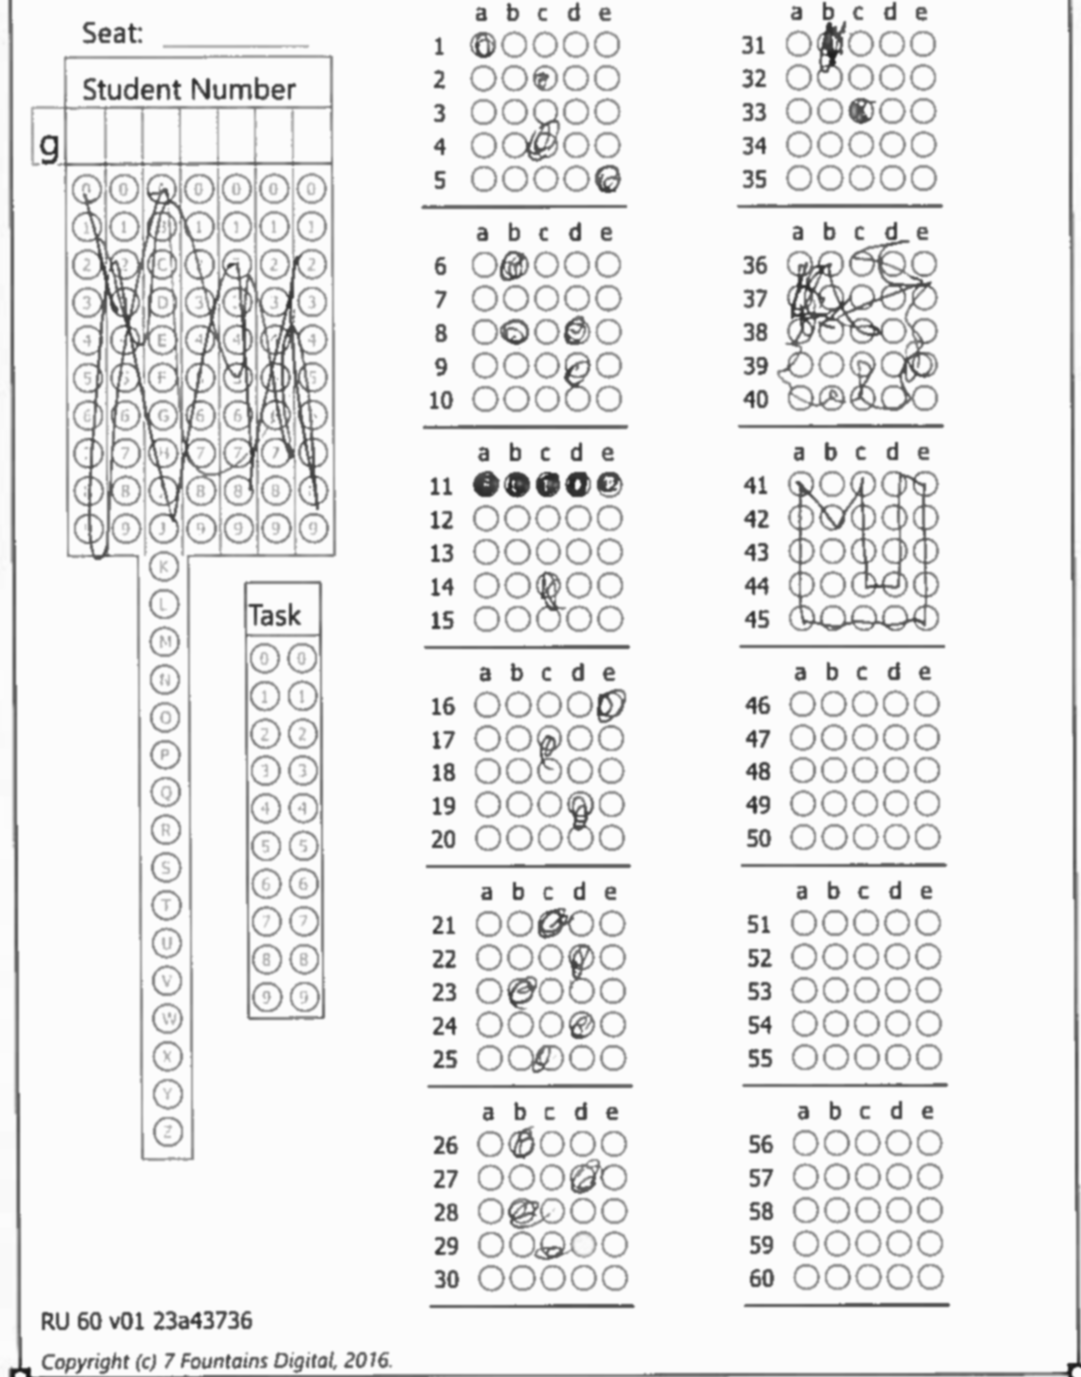 Seat:
Student Number
g
0 0 A 0 0 0 0
1 1 B 1 1 1 1
2 2 C 2 2 2 2
3 3 D 3 3 3 3
4 4 E 4 4 4 4
5 5 F 5 5 5 5
6 6 G 6 6 6 6
7 7 H 7 7 7 7
8 8 I 8 8 8 8
9 9 J 9 9 9 9
K
L
M
N
O
P
Q
R
S
T
U
V
W
X
Y
Z
Task
0 0
1 1
2 2
3 3
4 4
5 5
6 6
7 7
8 8
9 9
a b c d e
1
2
3
4
5
a b c d e
6
7
8
9
10
a b c d e
11
12
13
14
15
a b c d e
16
17
18
19
20
a b c d e
21
22
23
24
25
a b c d e
26
27
28
29
30
a b c d e
31
32
33
34
35
a b c d e
36
37
38
39
40
a b c d e
41
42
43
44
45
a b c d e
46
47
48
49
50
a b c d e
51
52
53
54
55
a b c d e
56
57
58
59
60
RU 60 v01 23a43736
Copyright (c) 7 Fountains Digital, 2016.